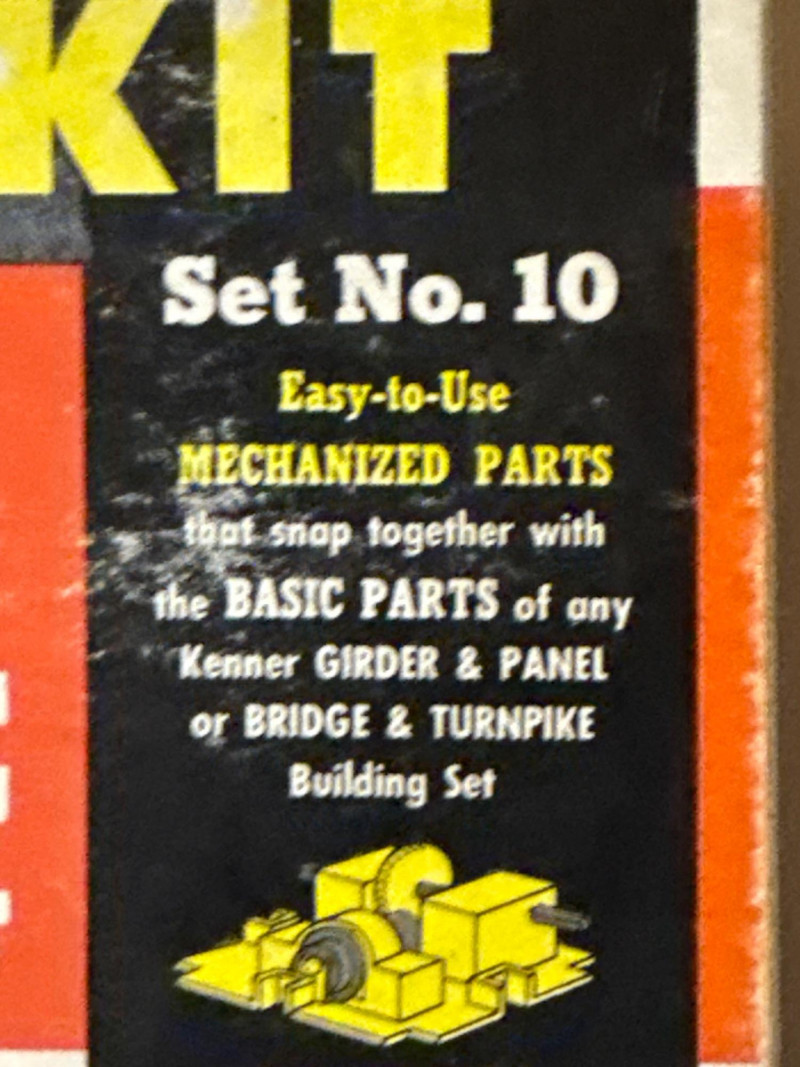 KIT
Set No. 10
Easy-to-Use
MECHANIZED PARTS
that snap together with
the BASIC PARTS of any
Kenner GIRDER & PANEL
or BRIDGE & TURNPIKE
Building Set